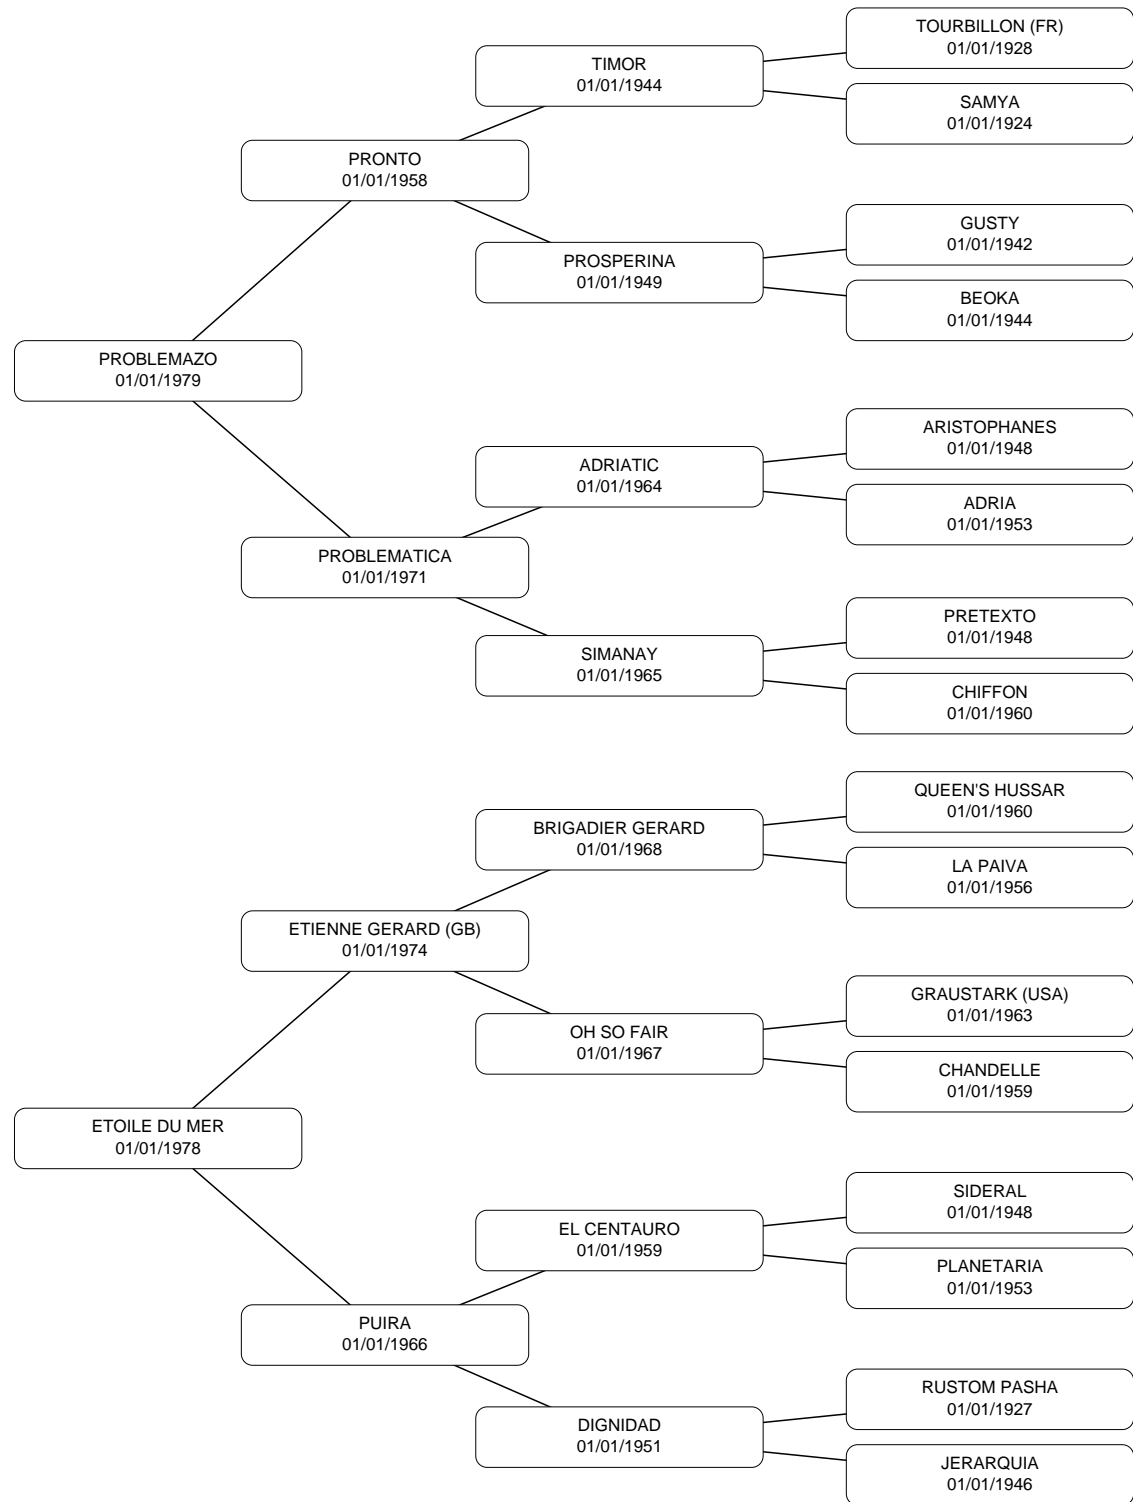 TOURBILLON (FR)
01/01/1928
TIMOR
01/01/1944
SAMYA
01/01/1924
PRONTO
01/01/1958
GUSTY
01/01/1942
PROSPERINA
01/01/1949
BEOKA
01/01/1944
PROBLEMAZO
01/01/1979
ARISTOPHANES
01/01/1948
ADRIATIC
01/01/1964
ADRIA
01/01/1953
PROBLEMATICA
01/01/1971
PRETEXTO
01/01/1948
SIMANAY
01/01/1965
CHIFFON
01/01/1960
QUEEN'S HUSSAR
01/01/1960
BRIGADIER GERARD
01/01/1968
LA PAIVA
01/01/1956
ETIENNE GERARD (GB)
01/01/1974
GRAUSTARK (USA)
01/01/1963
OH SO FAIR
01/01/1967
CHANDELLE
01/01/1959
ETOILE DU MER
01/01/1978
SIDERAL
01/01/1948
EL CENTAURO
01/01/1959
PLANETARIA
01/01/1953
PUIRA
01/01/1966
RUSTOM PASHA
01/01/1927
DIGNIDAD
01/01/1951
JERARQUIA
01/01/1946